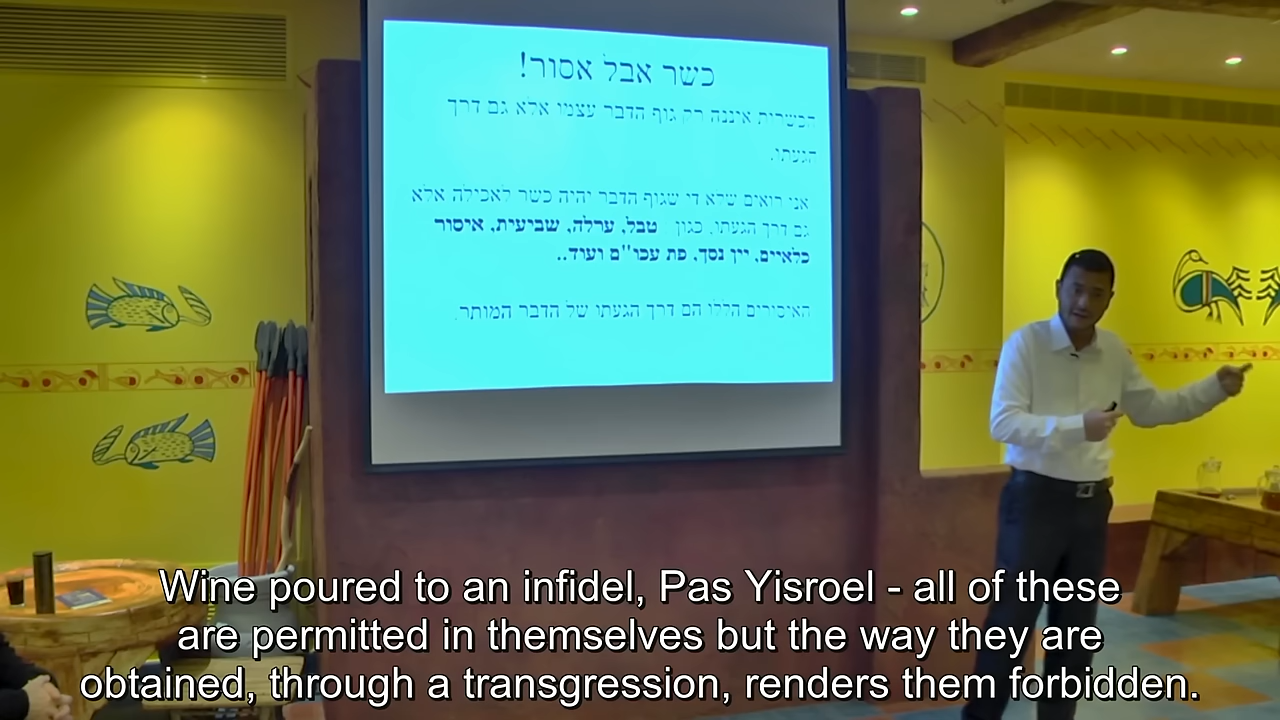 כשר אבל אסור!
הכשרית איננה רק גוף הדבר עצמו אלא גם דרך
הגעתו.
אני רואים שלא די שגוף הדבר יהיה כשר לאכילה אלא
גם דרך הגעתו. כגון טבל, ערלה, שביעית, איסור
כלאיים, יין נסך, פת עכו"ם ועוד..
האיסורים הללו הם דרך הגעתו של הדבר המותר.
Wine poured to an infidel, Pas Yisroel - all of these
are permitted in themselves but the way they are
obtained, through a transgression, renders them forbidden.